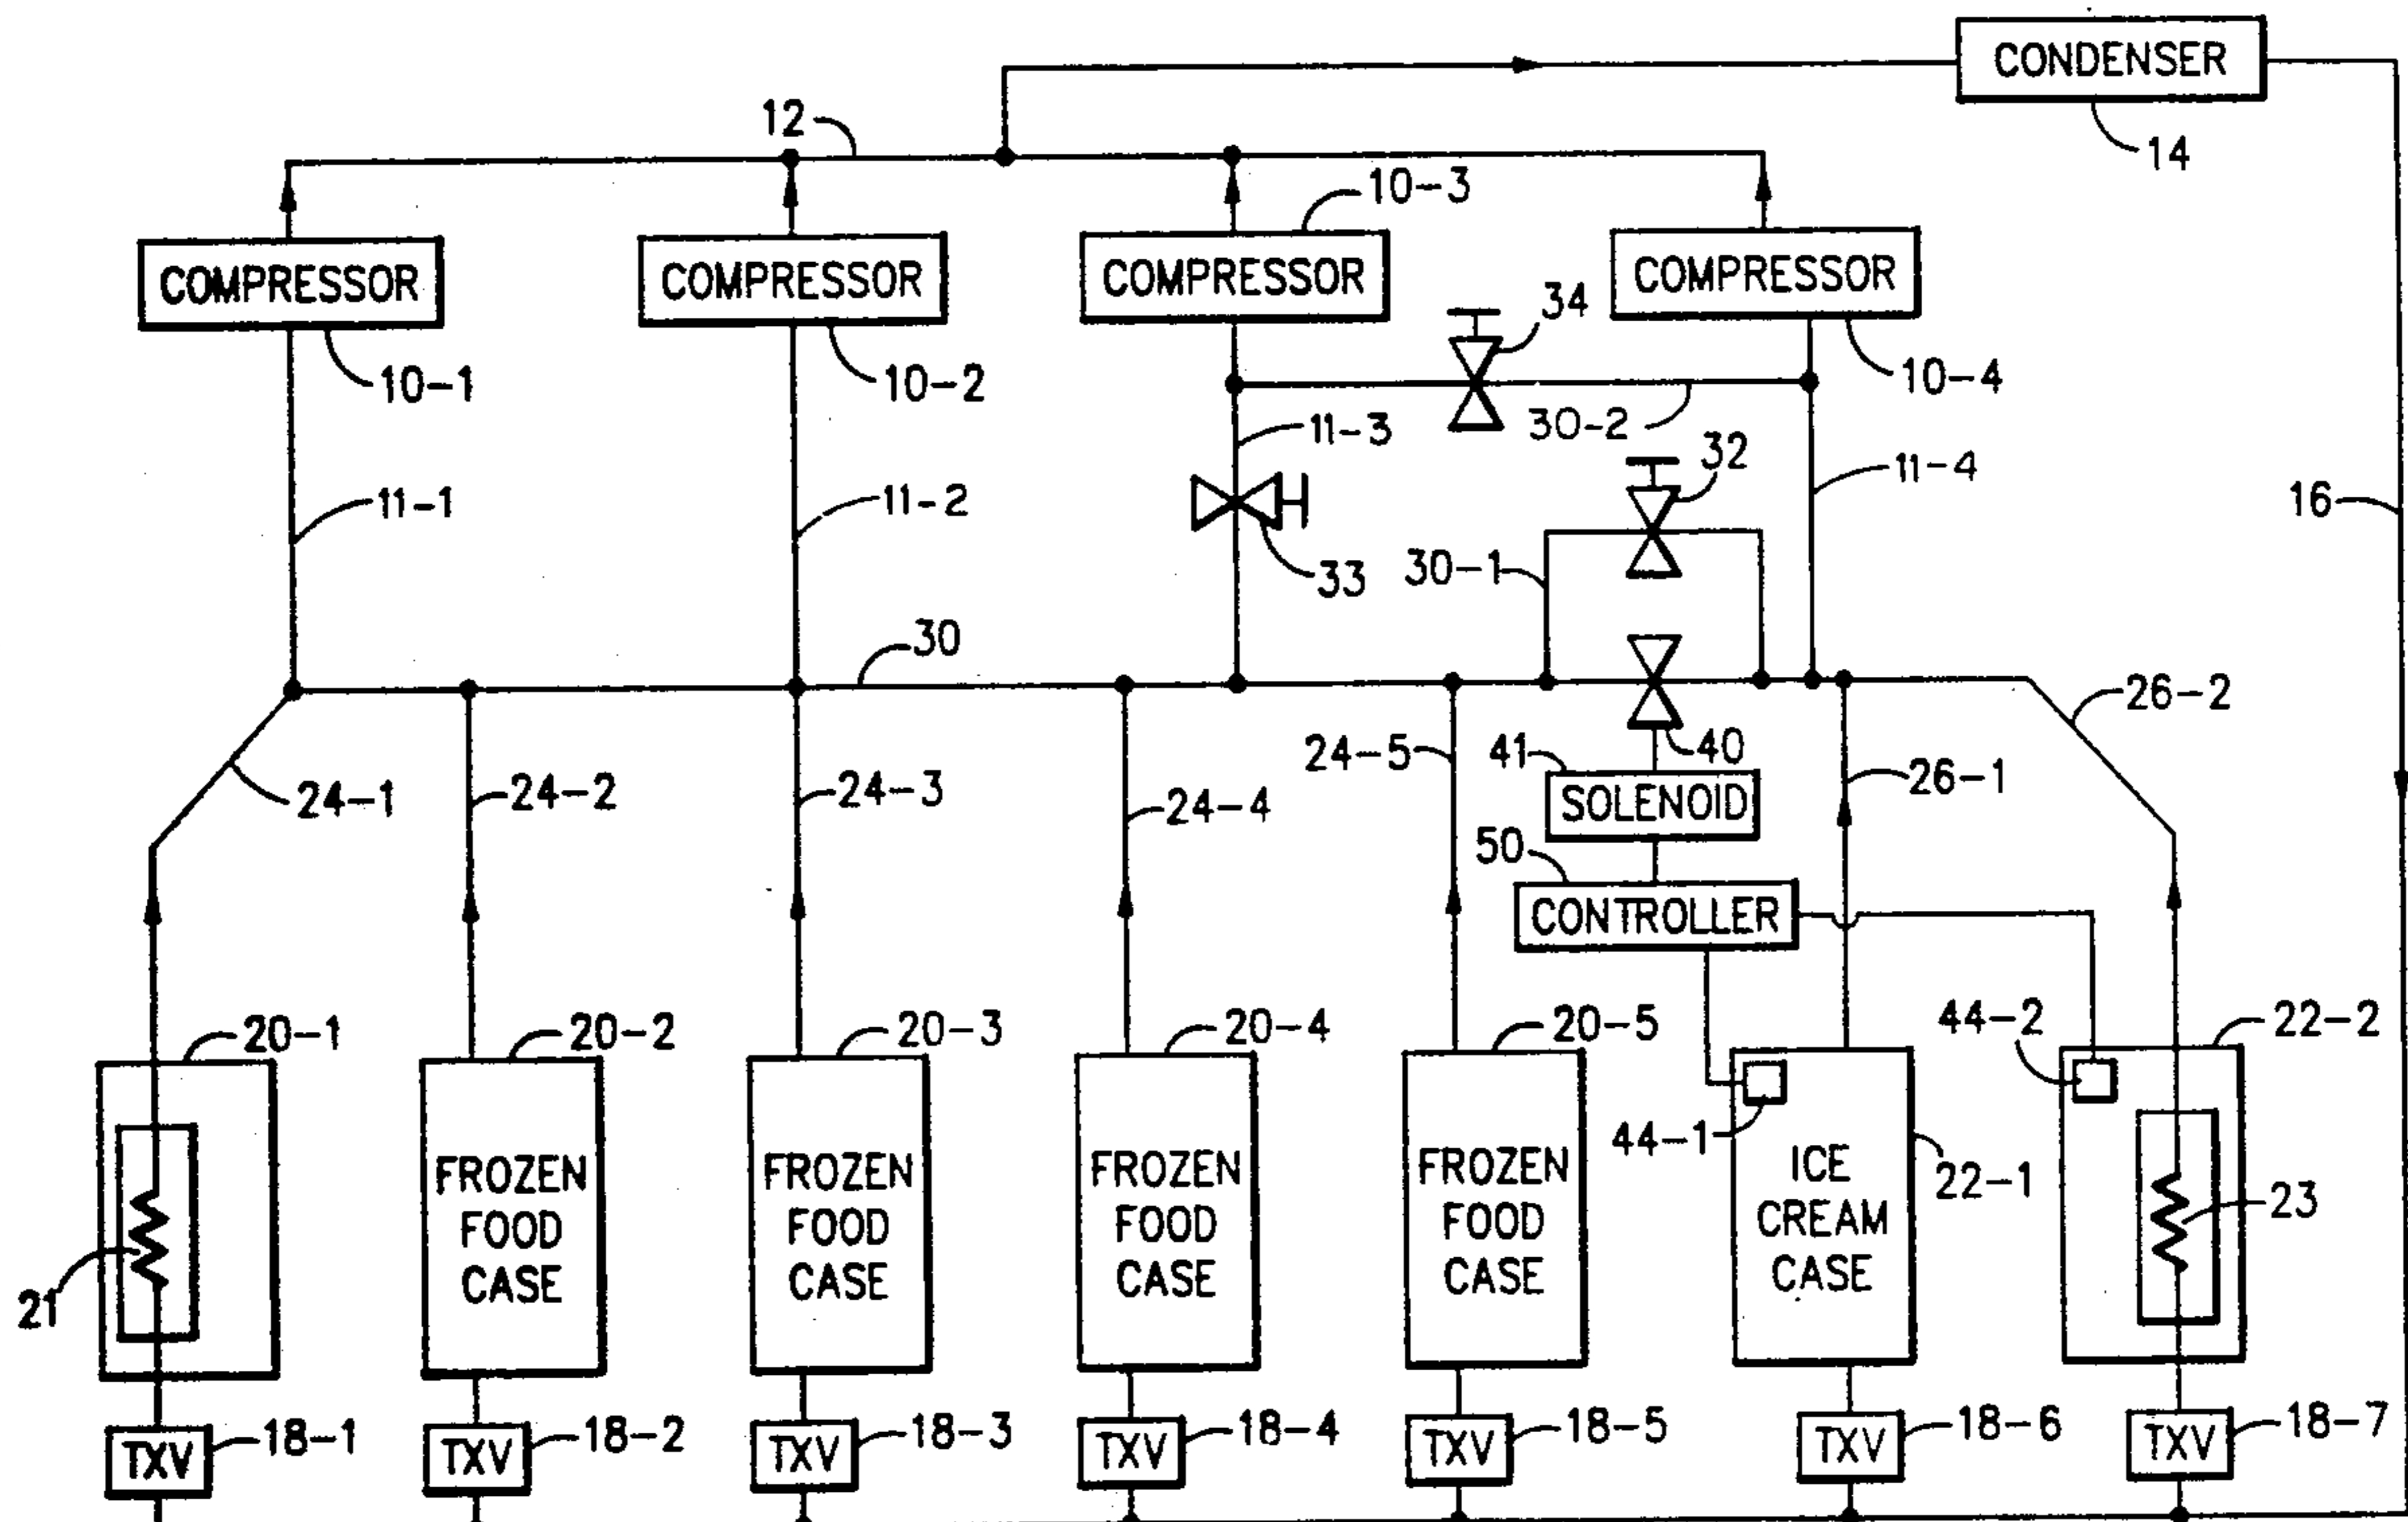 CONDENSER
14
12
10-3
COMPRESSOR
COMPRESSOR
COMPRESSOR
COMPRESSOR
34
10-1
10-2
10-4
30-2
11-3
32
11-4
11-1
11-2
16
33
30-1
30
26-2
24-5
41
40
24-1
24-2
24-3
24-4
26-1
SOLENOID
50
CONTROLLER
20-1
20-2
20-3
20-4
20-5
44-2
22-2
44-1
22-1
FROZEN
FOOD
CASE
FROZEN
FOOD
CASE
FROZEN
FOOD
CASE
FROZEN
FOOD
CASE
ICE
CREAM
CASE
23
21
TXV
18-1
TXV
18-2
TXV
18-3
TXV
18-4
TXV
18-5
TXV
18-6
TXV
18-7